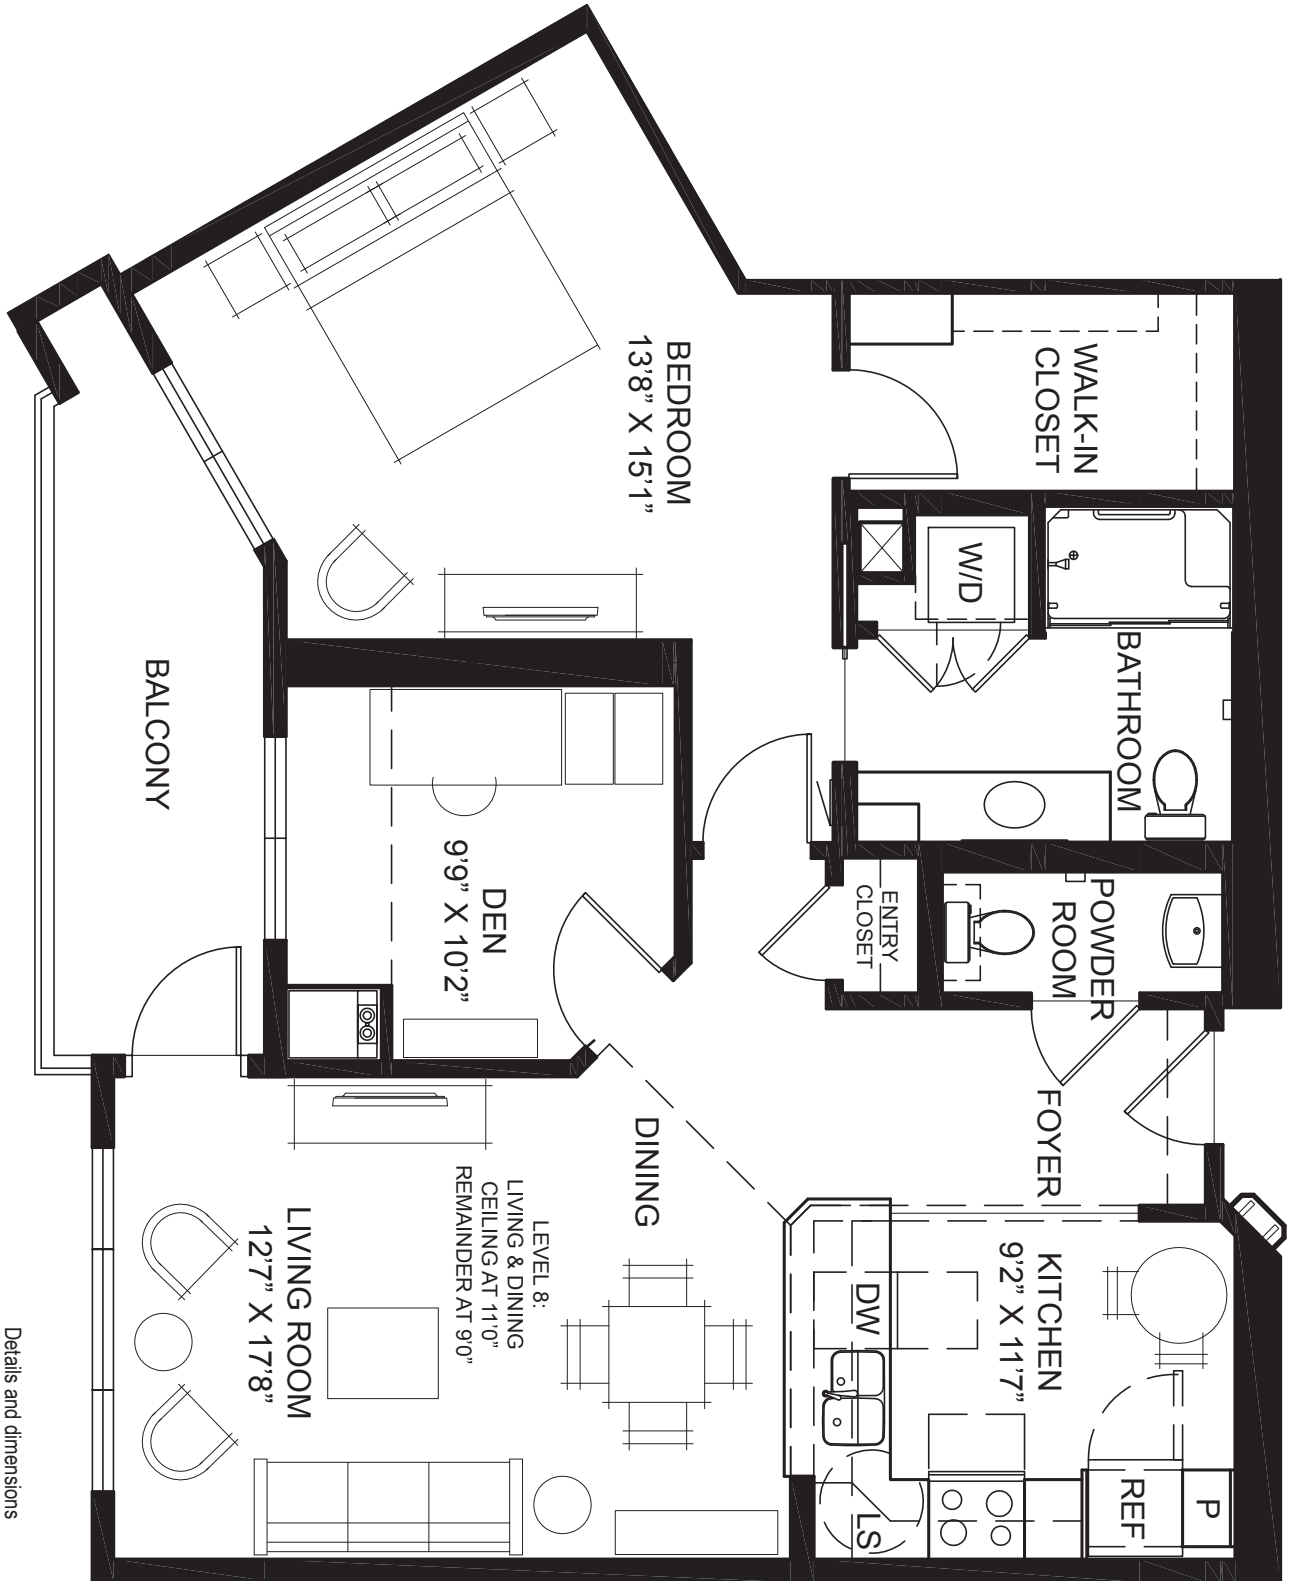 WALK-IN
CLOSET
BEDROOM
13’8” X 15’1”
W/D
BATHROOM
BALCONY
DEN
9’9” X 10’2”
ENTRY
CLOSET
POWDER
ROOM
FOYER
DINING
LIVING ROOM
12’7” X 17’8”
LEVEL 8:
LIVING & DINING
CEILING AT 11’0”
REMAINDER AT 9’0”
KITCHEN
9’2” X 11’7”
DW
LS
REF
P
Details and dimensions